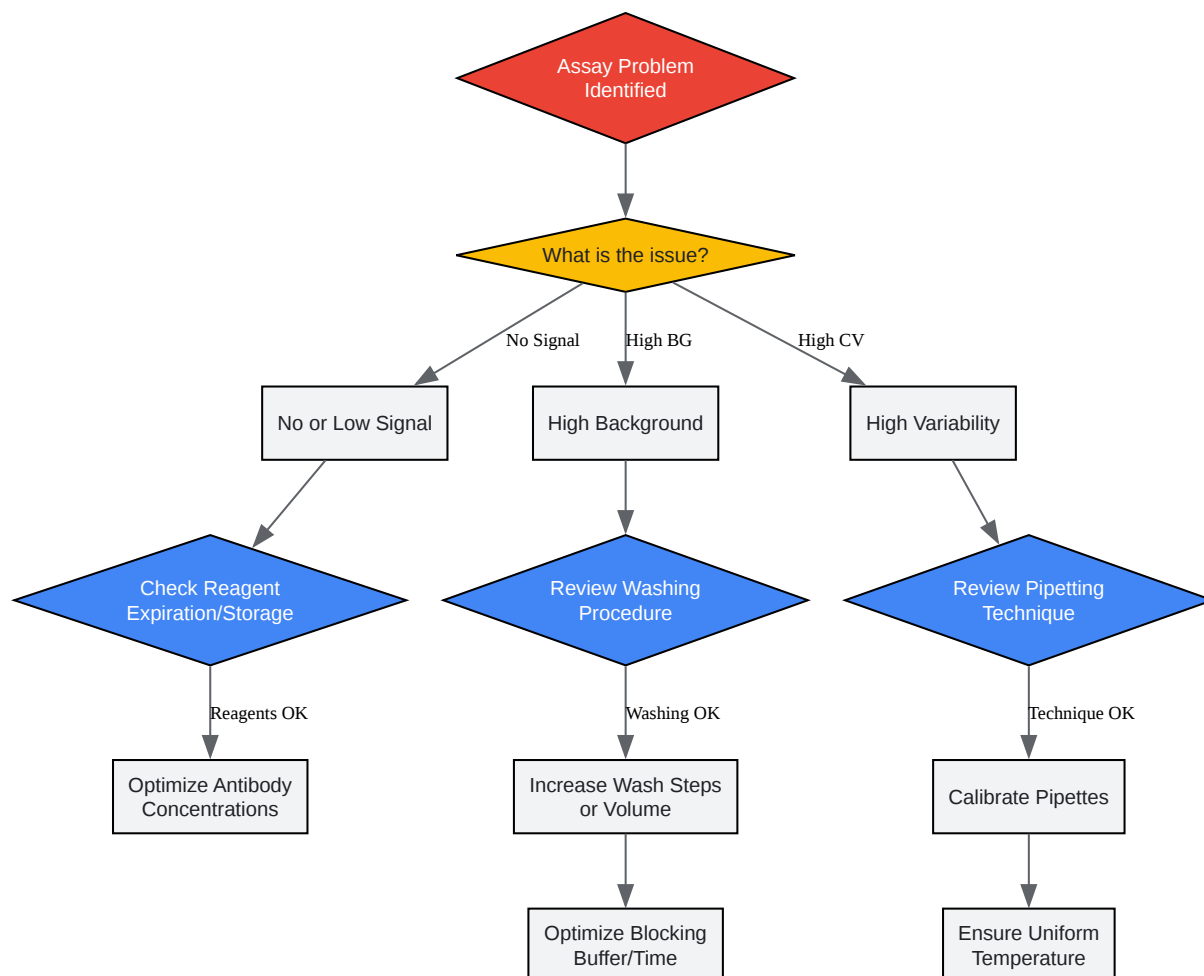 Assay Problem
Identified
What is the issue?
No Signal
High BG
High CV
No or Low Signal
High Background
High Variability
Check Reagent
Expiration/Storage
Review Washing
Procedure
Review Pipetting
Technique
Reagents OK
Washing OK
Technique OK
Optimize Antibody
Concentrations
Increase Wash Steps
or Volume
Calibrate Pipettes
Optimize Blocking
Buffer/Time
Ensure Uniform
Temperature